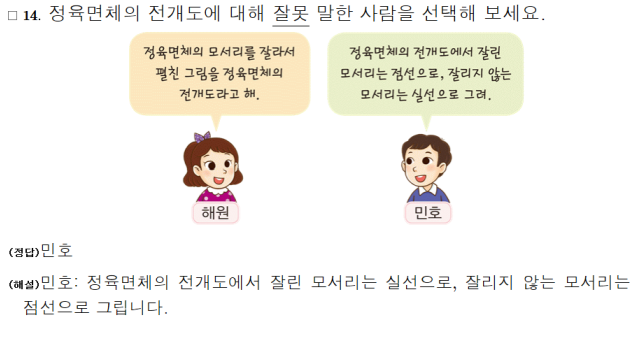 □ 14. 정육면체의 전개도에 대해 잘못 말한 사람을 선택해 보세요.
정육면체의 모서리를 잘라서
펼친 그림을 정육면체의
전개도라고 해.
정육면체의 전개도에서 잘린
모서리는 점선으로, 잘리지 않는
모서리는 실선으로 그려.
해원
민호
(정답)민호
(해설)민호: 정육면체의 전개도에서 잘린 모서리는 실선으로, 잘리지 않는 모서리는
점선으로 그립니다.